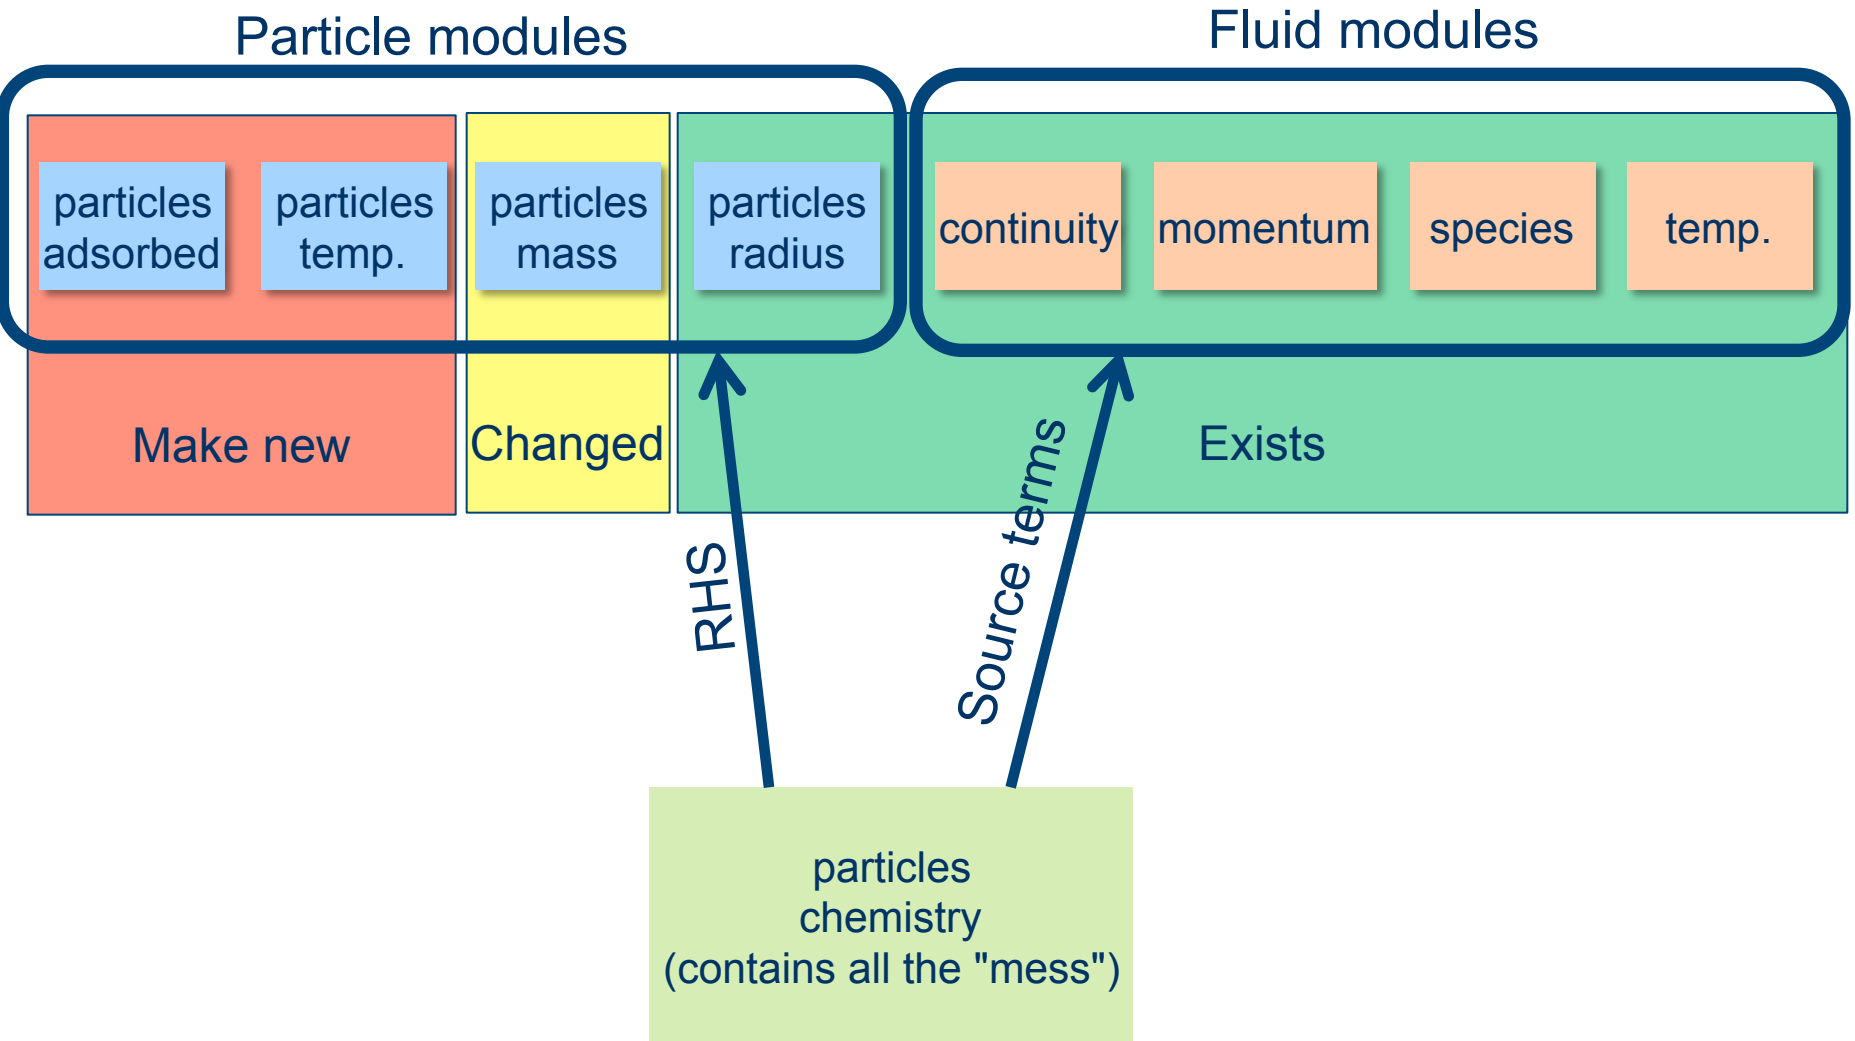 Particle modules
Fluid modules
particles
adsorbed
particles
temp.
particles
mass
particles
radius
continuity
momentum
species
temp.
Make new
Changed
Exists
RHS
Source terms
particles
chemistry
(contains all the "mess")